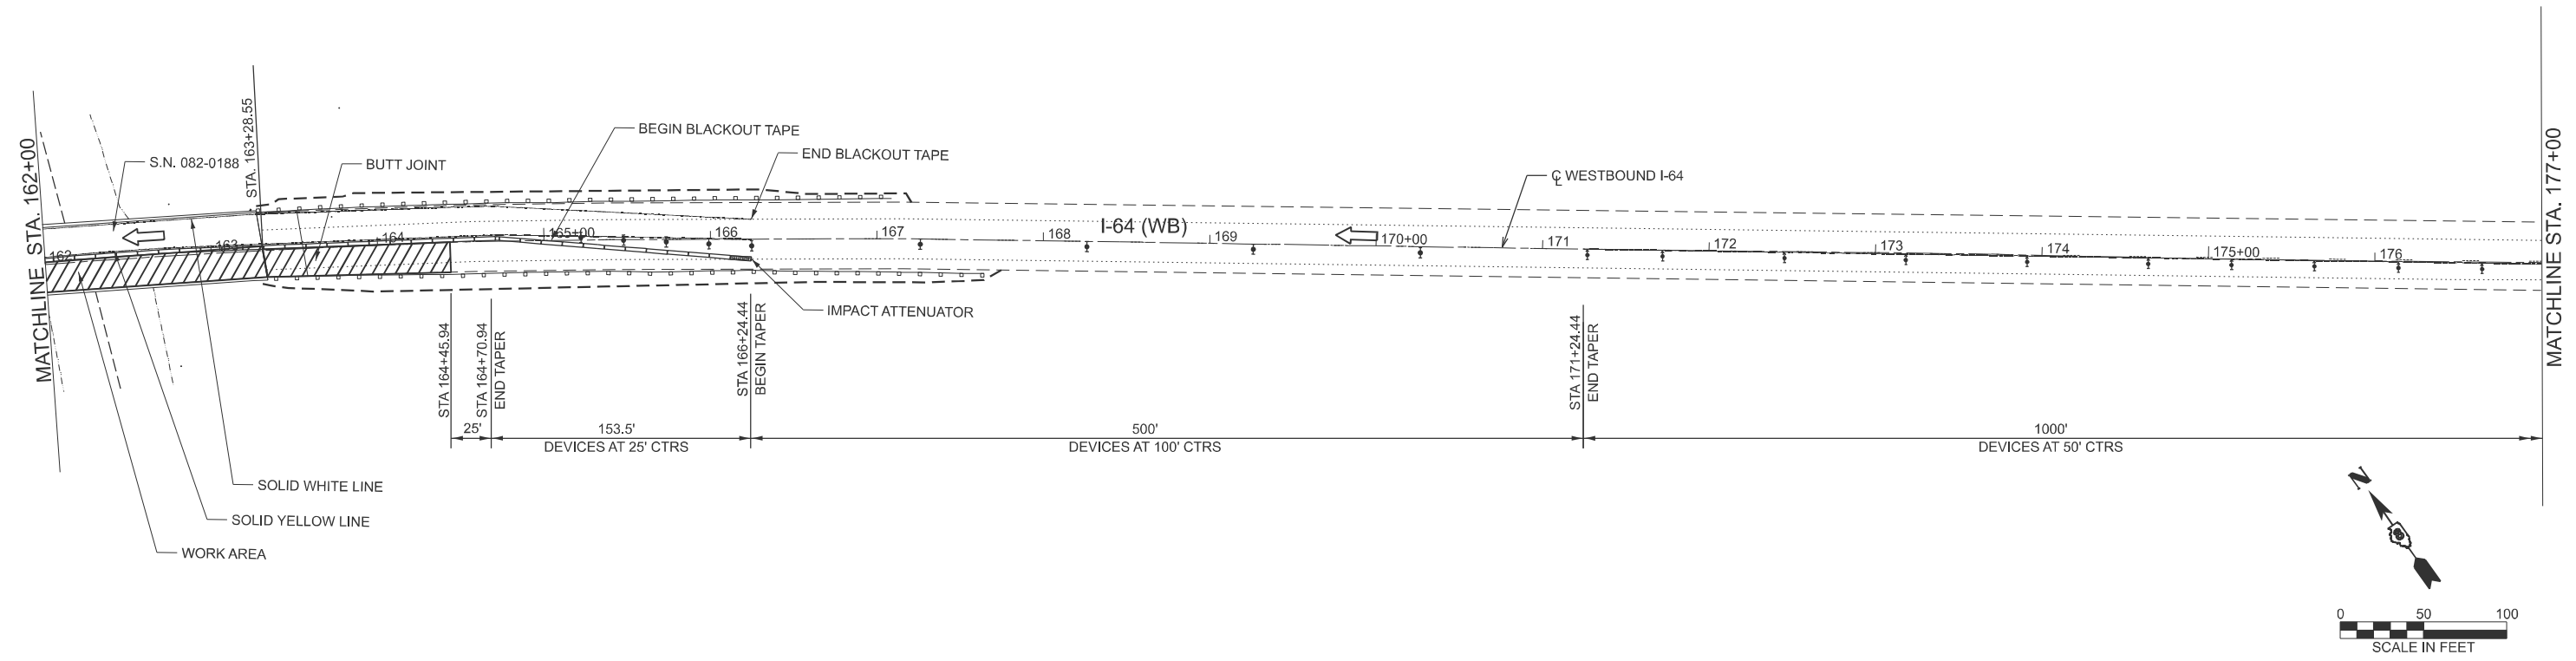 MATCHLINE STA. 162+00
S.N. 082-0188
STA. 163+28.55
BUTT JOINT
BEGIN BLACKOUT TAPE
END BLACKOUT TAPE
℄ WESTBOUND I-64
MATCHLINE STA. 177+00
I-64 (WB)
162
163
164
165+00
166
167
168
169
170+00
171
172
173
174
175+00
176
IMPACT ATTENUATOR
STA 164+45.94
STA 164+70.94
END TAPER
STA 166+24.44
BEGIN TAPER
STA 171+24.44
END TAPER
25'
153.5'
DEVICES AT 25' CTRS
500'
DEVICES AT 100' CTRS
1000'
DEVICES AT 50' CTRS
SOLID WHITE LINE
SOLID YELLOW LINE
WORK AREA
N
0 50 100
SCALE IN FEET